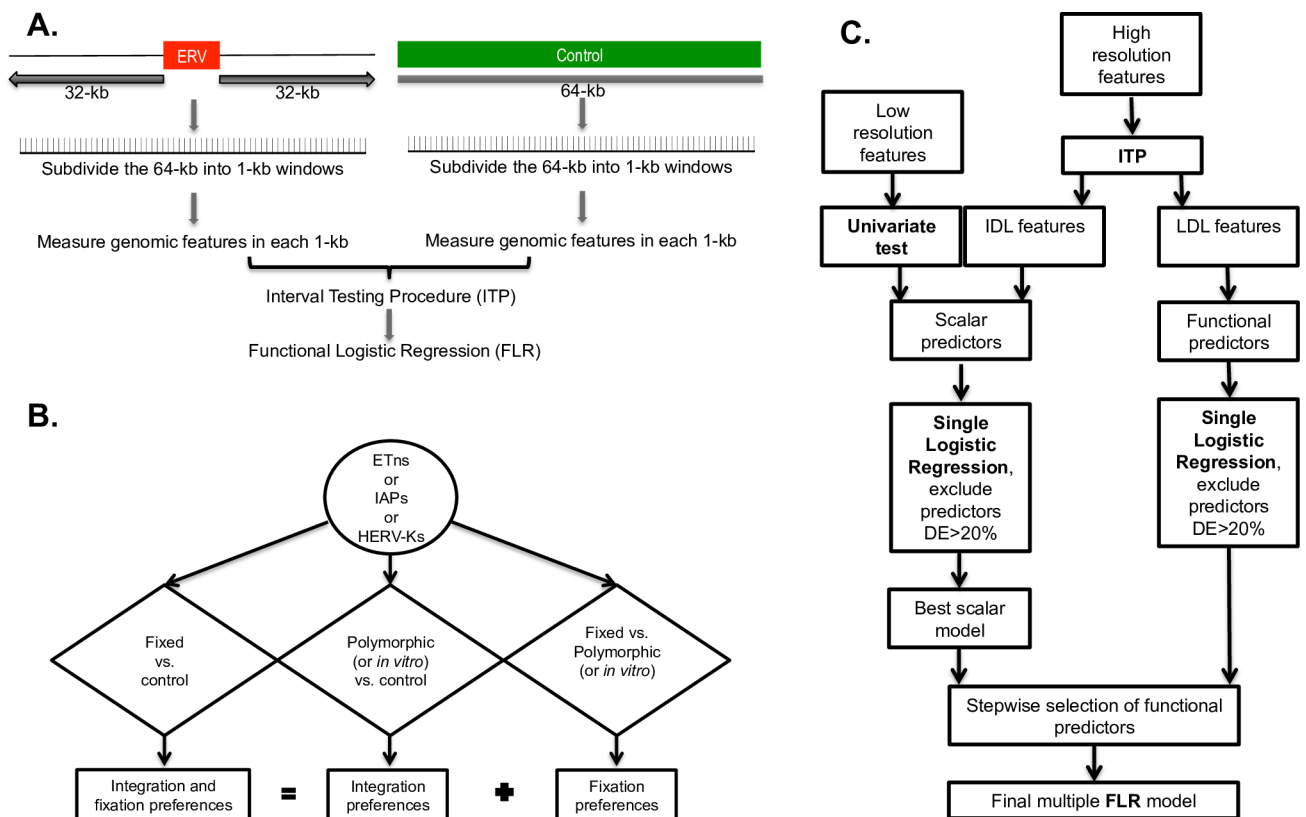 A.
ERV
Control
32-kb
32-kb
64-kb
Subdivide the 64-kb into 1-kb windows
Subdivide the 64-kb into 1-kb windows
Measure genomic features in each 1-kb
Measure genomic features in each 1-kb
Interval Testing Procedure (ITP)
Functional Logistic Regression (FLR)
B.
ETns
or
IAPs
or
HERV-Ks
Fixed
vs.
control
Polymorphic
(or in vitro)
vs. control
Fixed vs.
Polymorphic
(or in vitro)
Integration and
fixation preferences
=
Integration
preferences
+
Fixation
preferences
C.
High
resolution
features
Low
resolution
features
ITP
Univariate
test
IDL features
LDL features
Scalar
predictors
Functional
predictors
Single
Logistic
Regression,
exclude
predictors
DE>20%
Single
Logistic
Regression,
exclude
predictors
DE>20%
Best scalar
model
Stepwise selection of functional
predictors
Final multiple FLR model